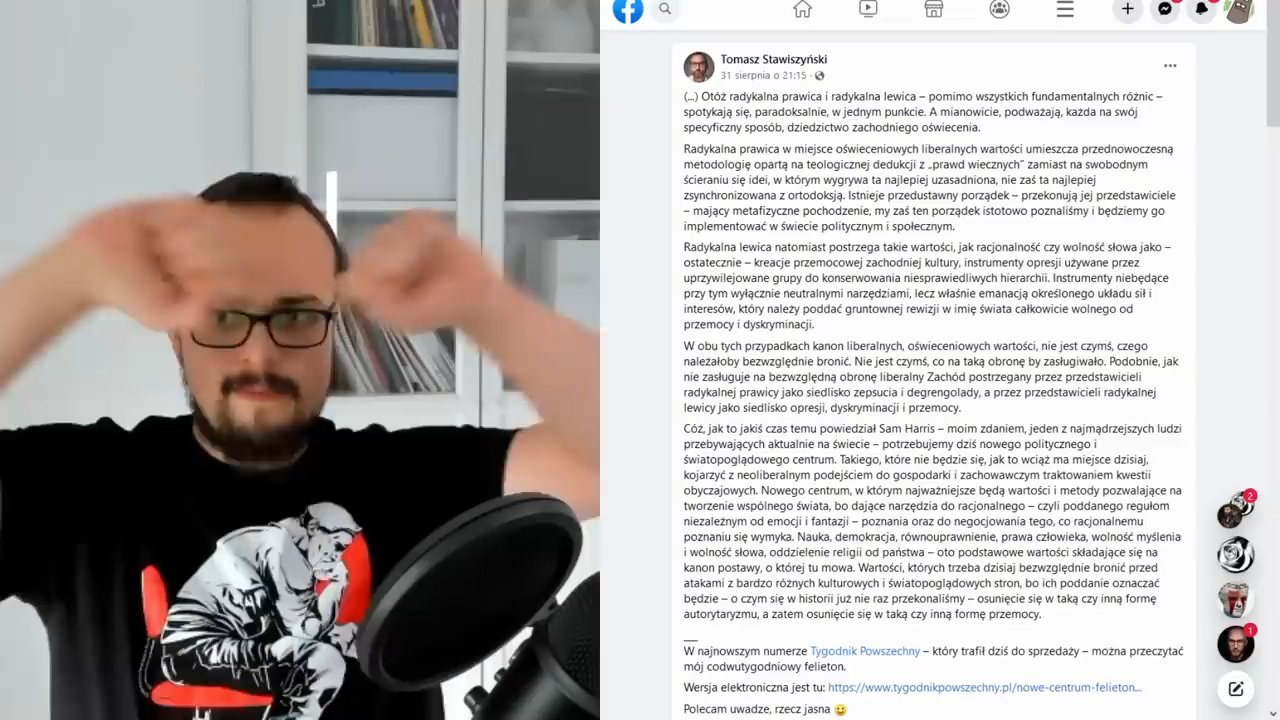 Tomasz Stawiszyński
31 sierpnia o 21:15 ·
(...) Otóż radykalna prawica i radykalna lewica – pomimo wszystkich fundamentalnych różnic –
spotykają się, paradoksalnie, w jednym punkcie. A mianowicie, podważają, każda na swój
specyficzny sposób, dziedzictwo zachodniego oświecenia.
Radykalna prawica w miejsce oświeceniowych liberalnych wartości umieszcza przednowoczesną
metodologię opartą na teologicznej dedukcji z „prawd wiecznych" zamiast na swobodnym
ścieraniu się idei, w którym wygrywa ta najlepiej uzasadniona, nie zaś ta najlepiej
zsynchronizowana z ortodoksją. Istnieje przedustawny porządek – przekonują jej przedstawiciele
– mający metafizyczne pochodzenie, my zaś ten porządek istotowo poznaliśmy i będziemy go
implementować w świecie politycznym i społecznym.
Radykalna lewica natomiast postrzega takie wartości, jak racjonalność czy wolność słowa jako –
ostatecznie – kreacje przemocowej zachodniej kultury, instrumenty opresji używane przez
uprzywilejowane grupy do konserwowania niesprawiedliwych hierarchii. Instrumenty niebędące
przy tym wyłącznie neutralnymi narzędziami, lecz właśnie emanacją określonego układu sił i
interesów, który należy poddać gruntownej rewizji w imię świata całkowicie wolnego od
przemocy i dyskryminacji.
W obu tych przypadkach kanon liberalnych, oświeceniowych wartości, nie jest czymś, czego
należałoby bezwzględnie bronić. Nie jest czymś, co na taką obronę by zasługiwało. Podobnie, jak
nie zasługuje na bezwzględną obronę liberalny Zachód postrzegany przez przedstawicieli
radykalnej prawicy jako siedlisko zepsucia i degrengolady, a przez przedstawicieli radykalnej
lewicy jako siedlisko opresji, dyskryminacji i przemocy.
Cóż, jak to jakiś czas temu powiedział Sam Harris – moim zdaniem, jeden z najmądrzejszych ludzi
przebywających aktualnie na świecie – potrzebujemy dziś nowego politycznego i
światopoglądowego centrum. Takiego, które nie będzie się, jak to wciąż ma miejsce dzisiaj,
kojarzyć z neoliberalnym podejściem do gospodarki i zachowawczym traktowaniem kwestii
obyczajowych. Nowego centrum, w którym najważniejsze będą wartości i metody pozwalające na
tworzenie wspólnego świata, bo dające narzędzia do racjonalnego – czyli poddanego regułom
niezależnym od emocji i fantazji – poznania oraz do negocjowania tego, co racjonalnemu
poznaniu się wymyka. Nauka, demokracja, równouprawnienie, prawa człowieka, wolność myślenia
i wolność słowa, oddzielenie religii od państwa – oto podstawowe wartości składające się na
kanon postawy, o której tu mowa. Wartości, których trzeba dzisiaj bezwzględnie bronić przed
atakami z bardzo różnych kulturowych i światopoglądowych stron, bo ich poddanie oznaczać
będzie – o czym się w historii już nie raz przekonaliśmy – osunięcie się w taką czy inną formę
autorytaryzmu, a zatem osunięcie się w taką czy inną formę przemocy.
___
W najnowszym numerze Tygodnik Powszechny – który trafił dziś do sprzedaży – można przeczytać
mój codwutygodniowy felieton.
Wersja elektroniczna jest tu: https://www.tygodnikpowszechny.pl/nowe-centrum-felieton...
Polecam uwadze, rzecz jasna 😀
2
1